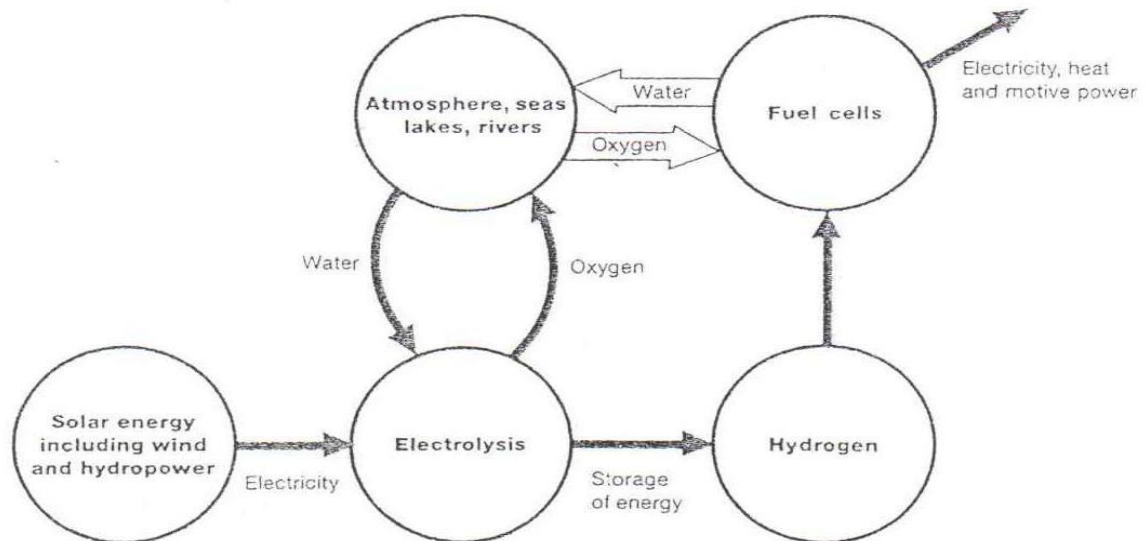 Electricity, heat
and motive power
Water
Atmosphere, seas
lakes, rivers
Fuel cells
Oxygen
Water
Oxygen
Solar energy
including wind
and hydropower
Electrolysis
Hydrogen
Electricity
Storage
of energy